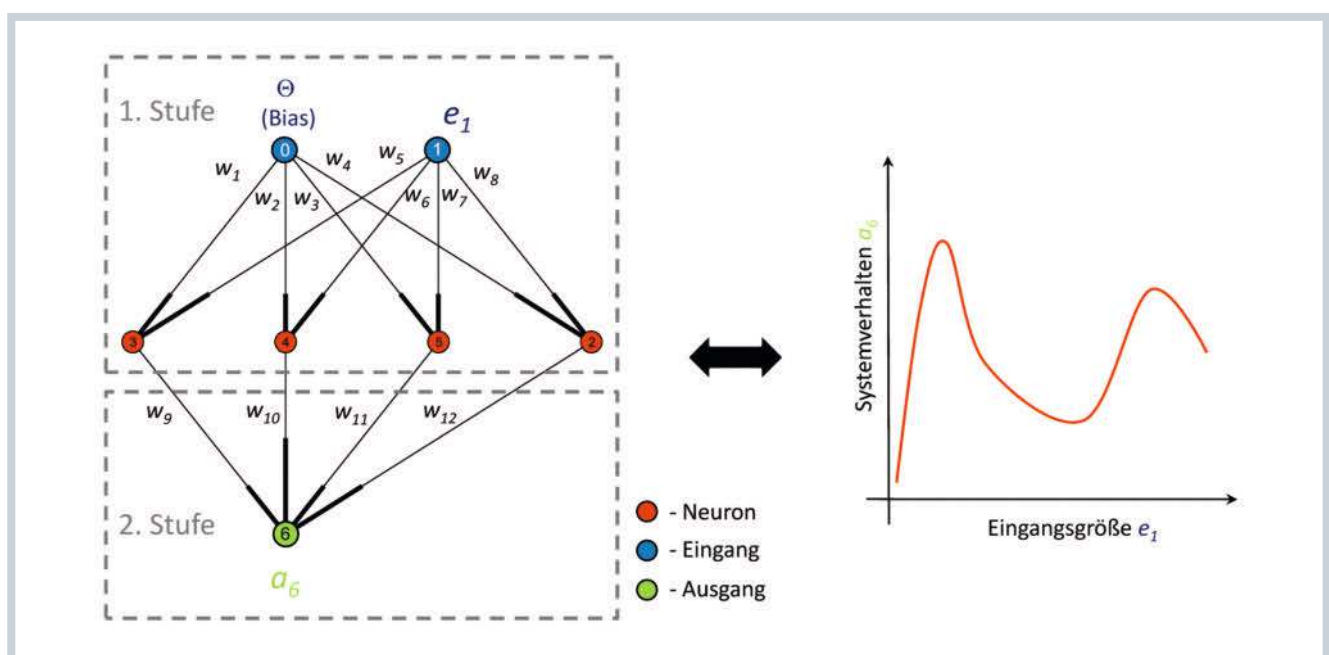 1. Stufe
Θ
(Bias)
e1
0
1
w1
w2
w3
w4
w5
w6
w7
w8
3
4
5
2
w9
w10
w11
w12
2. Stufe
6
a6
- Neuron
- Eingang
- Ausgang
Systemverhalten a6
Eingangsgröße e1